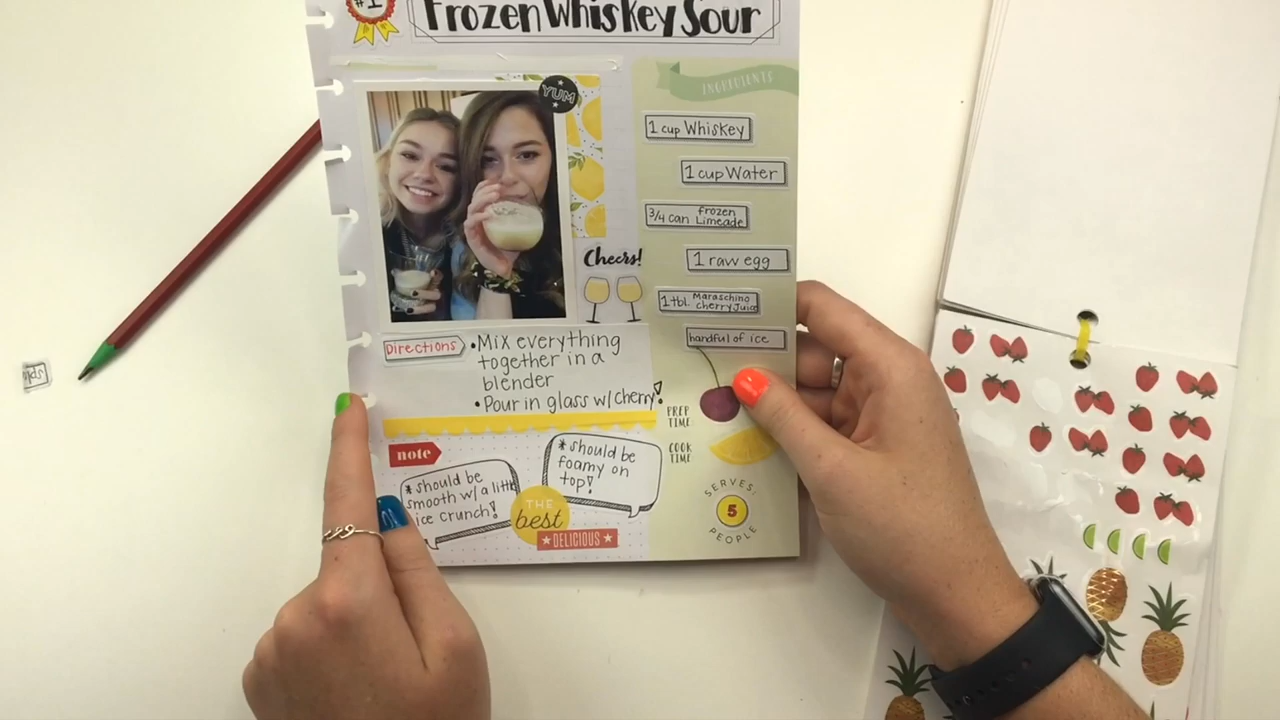 #1
Frozen Whiskey Sour
YUM
INGREDIENTS
1 cup Whiskey
1 cup Water
3/4 can frozen Limeade
1 raw egg
1 tbl. Maraschino cherry Juice
handful of ice
Cheers!
Directions
• Mix everything
together in a
blender
• Pour in glass w/ cherry!
PREP
TIME
COOK
TIME
note
* should be
smooth w/ a little
ice crunch!
* should be
foamy on
top!
THE
best
★ DELICIOUS ★
SERVES:
5
PEOPLE